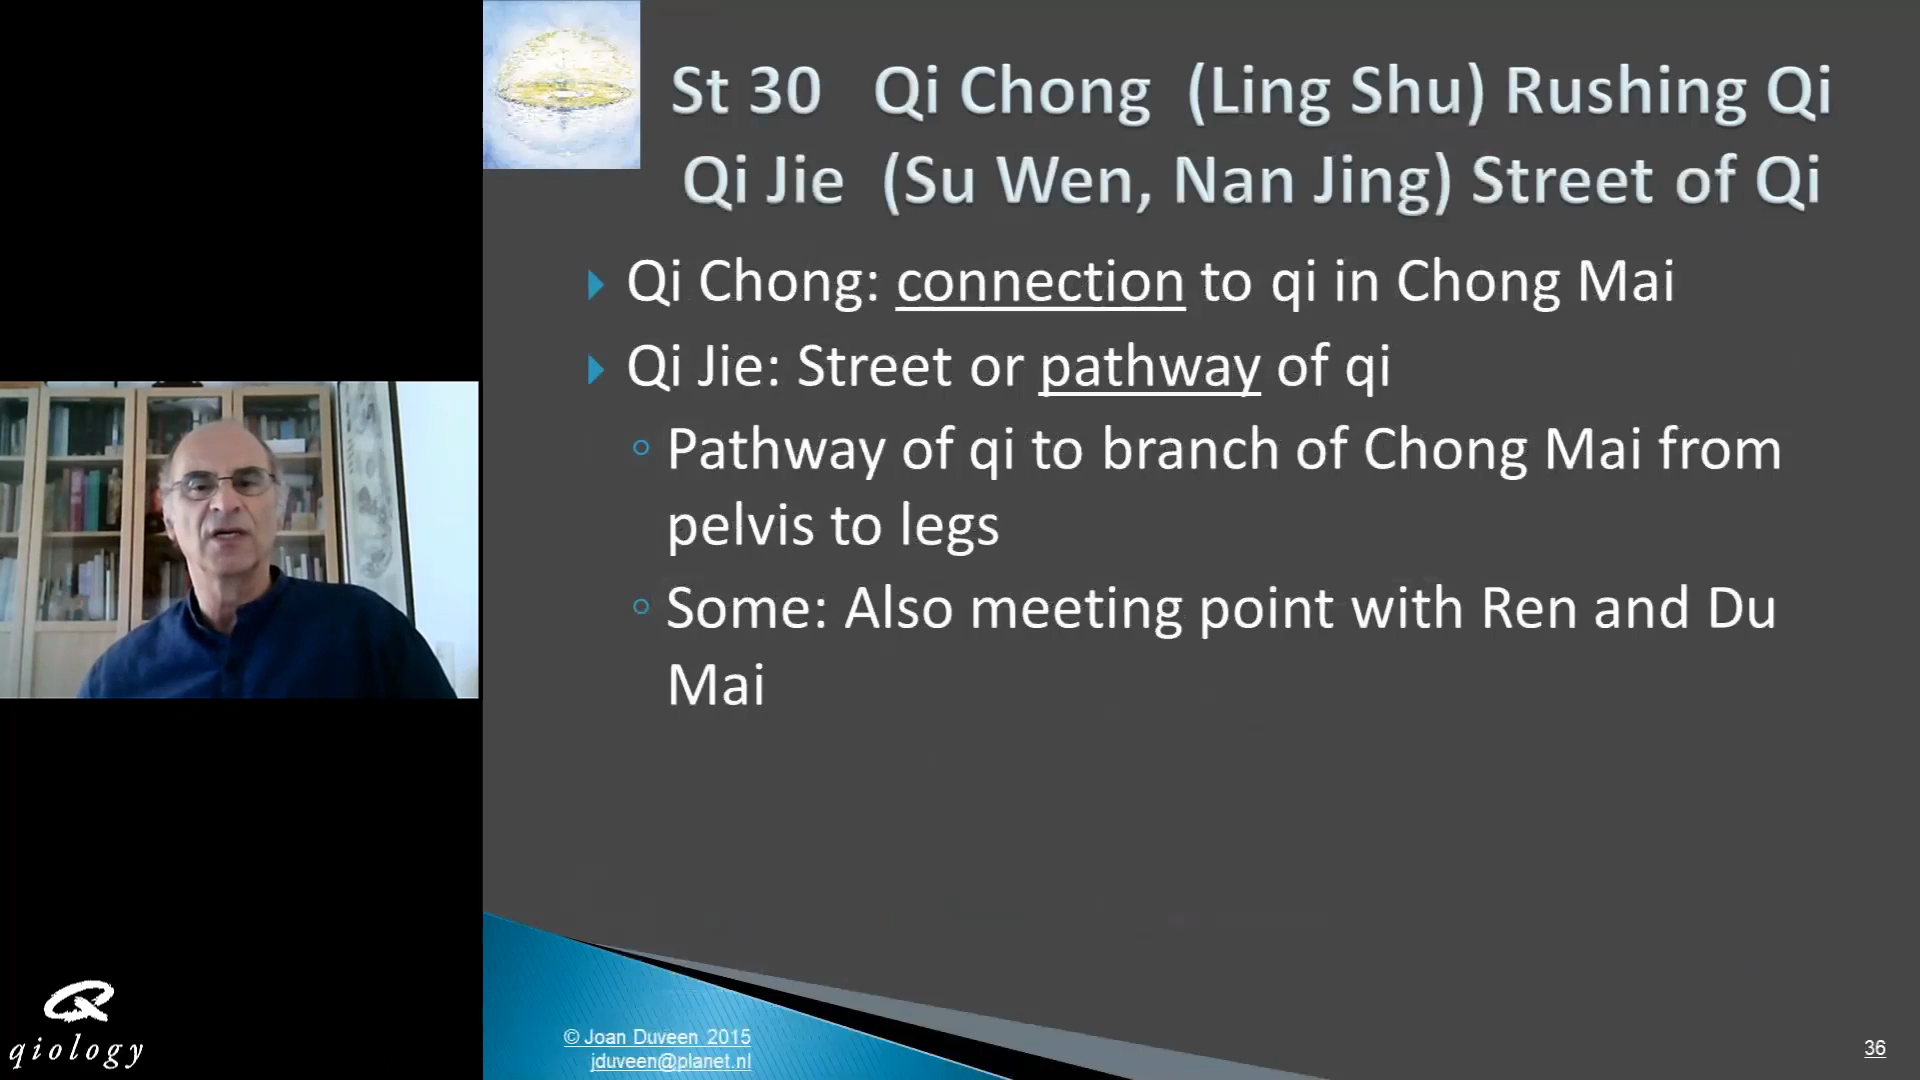 St 30 Qi Chong (Ling Shu) Rushing Qi
Qi Jie (Su Wen, Nan Jing) Street of Qi
Qi Chong: connection to qi in Chong Mai
Qi Jie: Street or pathway of qi
Pathway of qi to branch of Chong Mai from
pelvis to legs
Some: Also meeting point with Ren and Du
Mai
qiology
© Joan Duveen 2015
jduveen@planet.nl
36